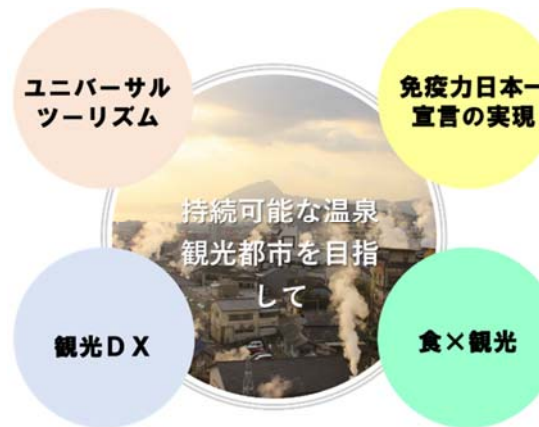 ユニバーサル
ツーリズム
免疫力日本一
宣言の実現
持続可能な温泉
観光都市を目指
して
観光ＤＸ
食×観光